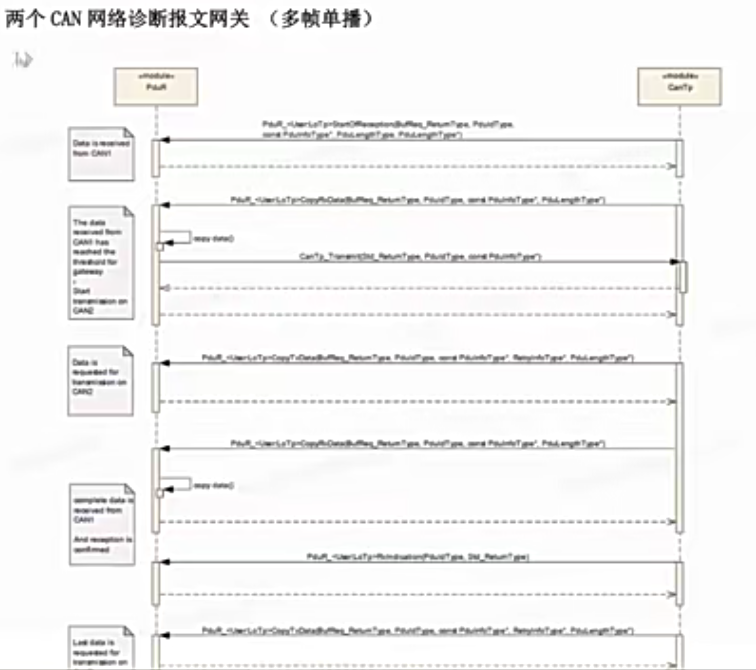 两个 CAN 网络诊断报文网关 （多帧单播）
«module»
PduR
«module»
CanTp
PduR_<User:LoTp>StartOfReception(BufReq_ReturnType, PduIdType,
const PduInfoType*, PduLengthType, PduLengthType*)
Data is received
from CAN1
PduR_<User:LoTp>CopyRxData(BufReq_ReturnType, PduIdType, const PduInfoType*, PduLengthType*)
The data
received from
CAN1 has
reached the
threshold for
gateway
Start
transmission on
CAN2
copy data()
CanTp_Transmit(Std_ReturnType, PduIdType, const PduInfoType*)
Data is
requested for
transmission on
CAN2
PduR_<User:LoTp>CopyTxData(BufReq_ReturnType, PduIdType, const PduInfoType*, RetryInfoType*, PduLengthType*)
PduR_<User:LoTp>CopyRxData(BufReq_ReturnType, PduIdType, const PduInfoType*, PduLengthType*)
copy data()
complete data is
received from
CAN1
And reception is
confirmed
PduR_<User:LoTp>RxIndication(PduIdType, Std_ReturnType)
PduR_<User:LoTp>CopyTxData(BufReq_ReturnType, PduIdType, const PduInfoType*, RetryInfoType*, PduLengthType*)
Last data is
requested for
transmission on